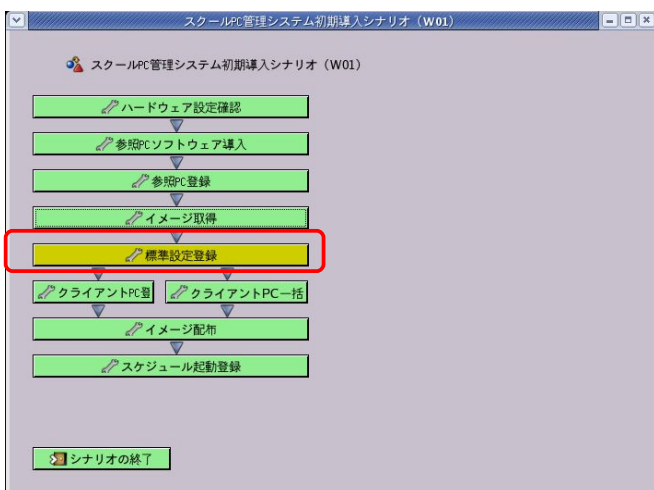 スクールPC管理システム初期導入シナリオ (W01)
スクールPC管理システム初期導入シナリオ (W01)
ハードウェア設定確認
参照PCソフトウェア導入
参照PC登録
イメージ取得
標準設定登録
クライアントPC登 クライアントPC一括
イメージ配布
スケジュール起動登録
シナリオの終了